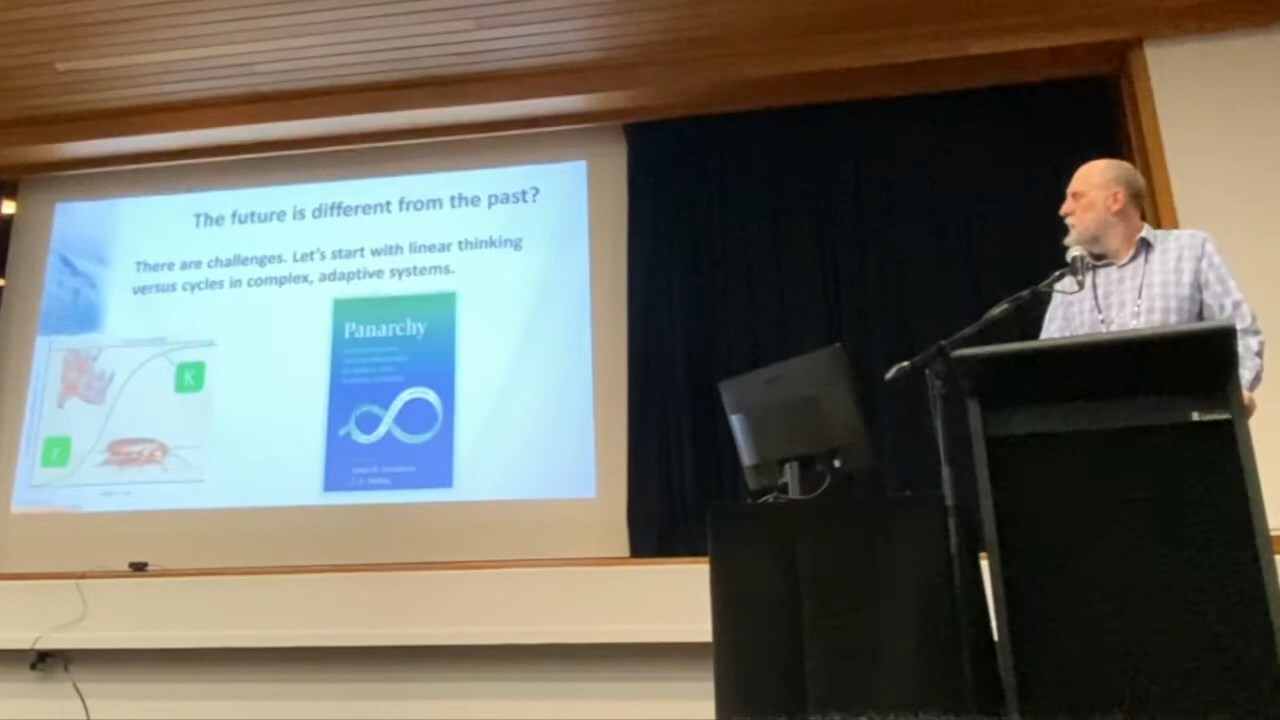 The future is different from the past?
There are challenges. Let's start with linear thinking
versus cycles in complex, adaptive systems.
Panarchy
K
r